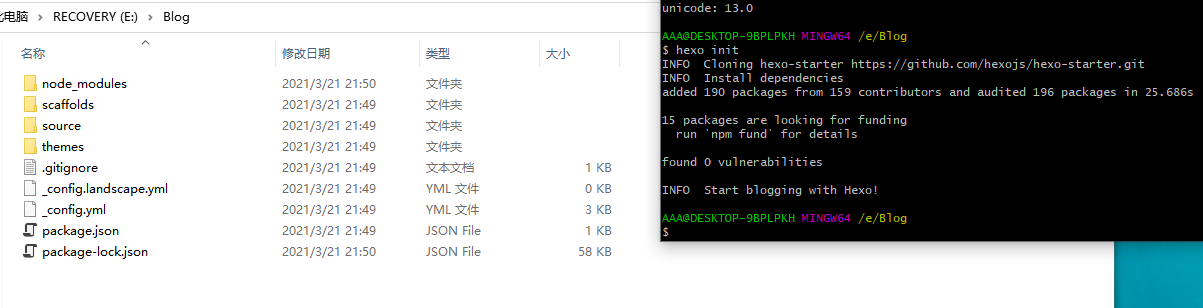 比电脑 > RECOVERY (E:) > Blog
名称 修改日期 类型 大小
node_modules 2021/3/21 21:50 文件夹
scaffolds 2021/3/21 21:49 文件夹
source 2021/3/21 21:49 文件夹
themes 2021/3/21 21:49 文件夹
.gitignore 2021/3/21 21:49 文本文档 1 KB
_config.landscape.yml 2021/3/21 21:49 YML 文件 0 KB
_config.yml 2021/3/21 21:49 YML 文件 3 KB
package.json 2021/3/21 21:49 JSON File 1 KB
package-lock.json 2021/3/21 21:50 JSON File 58 KB
unicode: 13.0
AAA@DESKTOP-9BPLPKH MINGW64 /e/Blog
$ hexo init
INFO  Cloning hexo-starter https://github.com/hexojs/hexo-starter.git
INFO  Install dependencies
added 190 packages from 159 contributors and audited 196 packages in 25.686s
15 packages are looking for funding
  run `npm fund` for details
found 0 vulnerabilities
INFO  Start blogging with Hexo!
AAA@DESKTOP-9BPLPKH MINGW64 /e/Blog
$